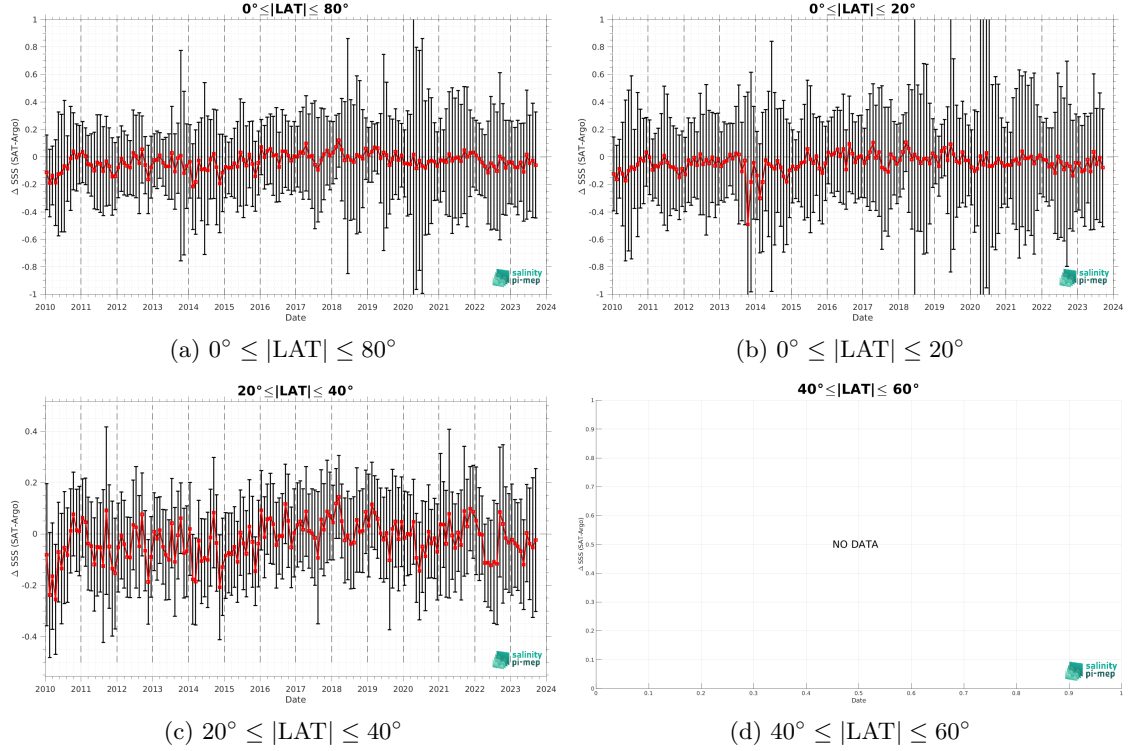 0°≤|LAT|≤ 80°
Δ SSS (SAT-Argo)
1
0.8
0.6
0.4
0.2
0
-0.2
-0.4
-0.6
-0.8
-1
2010 2011 2012 2013 2014 2015 2016 2017 2018 2019 2020 2021 2022 2023 2024
Date
salinity
pi-mep
(a) 0° ≤ |LAT| ≤ 80°
0°≤|LAT|≤ 20°
Δ SSS (SAT-Argo)
1
0.8
0.6
0.4
0.2
0
-0.2
-0.4
-0.6
-0.8
-1
2010 2011 2012 2013 2014 2015 2016 2017 2018 2019 2020 2021 2022 2023 2024
Date
salinity
pi-mep
(b) 0° ≤ |LAT| ≤ 20°
20°≤|LAT|≤ 40°
Δ SSS (SAT-Argo)
0.4
0.2
0
-0.2
-0.4
2010 2011 2012 2013 2014 2015 2016 2017 2018 2019 2020 2021 2022 2023 2024
Date
salinity
pi-mep
(c) 20° ≤ |LAT| ≤ 40°
40°≤|LAT|≤ 60°
Δ SSS (SAT-Argo)
1
0.9
0.8
0.7
0.6
0.5
0.4
0.3
0.2
0.1
0
NO DATA
0 0.1 0.2 0.3 0.4 0.5 0.6 0.7 0.8 0.9 1
Date
salinity
pi-mep
(d) 40° ≤ |LAT| ≤ 60°